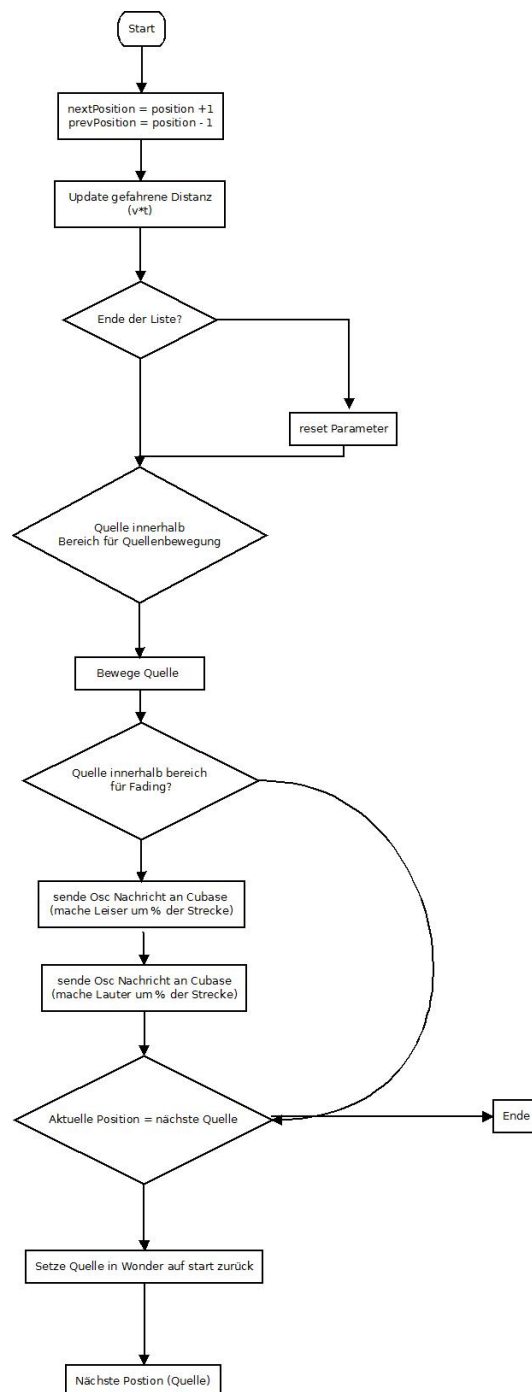 Start
nextPosition = position +1
prevPosition = position - 1
Update gefahrene Distanz
(v*t)
Ende der Liste?
reset Parameter
Quelle innerhalb
Bereich für Quellenbewegung
Bewege Quelle
Quelle innerhalb bereich
für Fading?
sende Osc Nachricht an Cubase
(mache Leiser um % der Strecke)
sende Osc Nachricht an Cubase
(mache Lauter um % der Strecke)
Aktuelle Position = nächste Quelle
Ende
Setze Quelle in Wonder auf start zurück
Nächste Postion (Quelle)